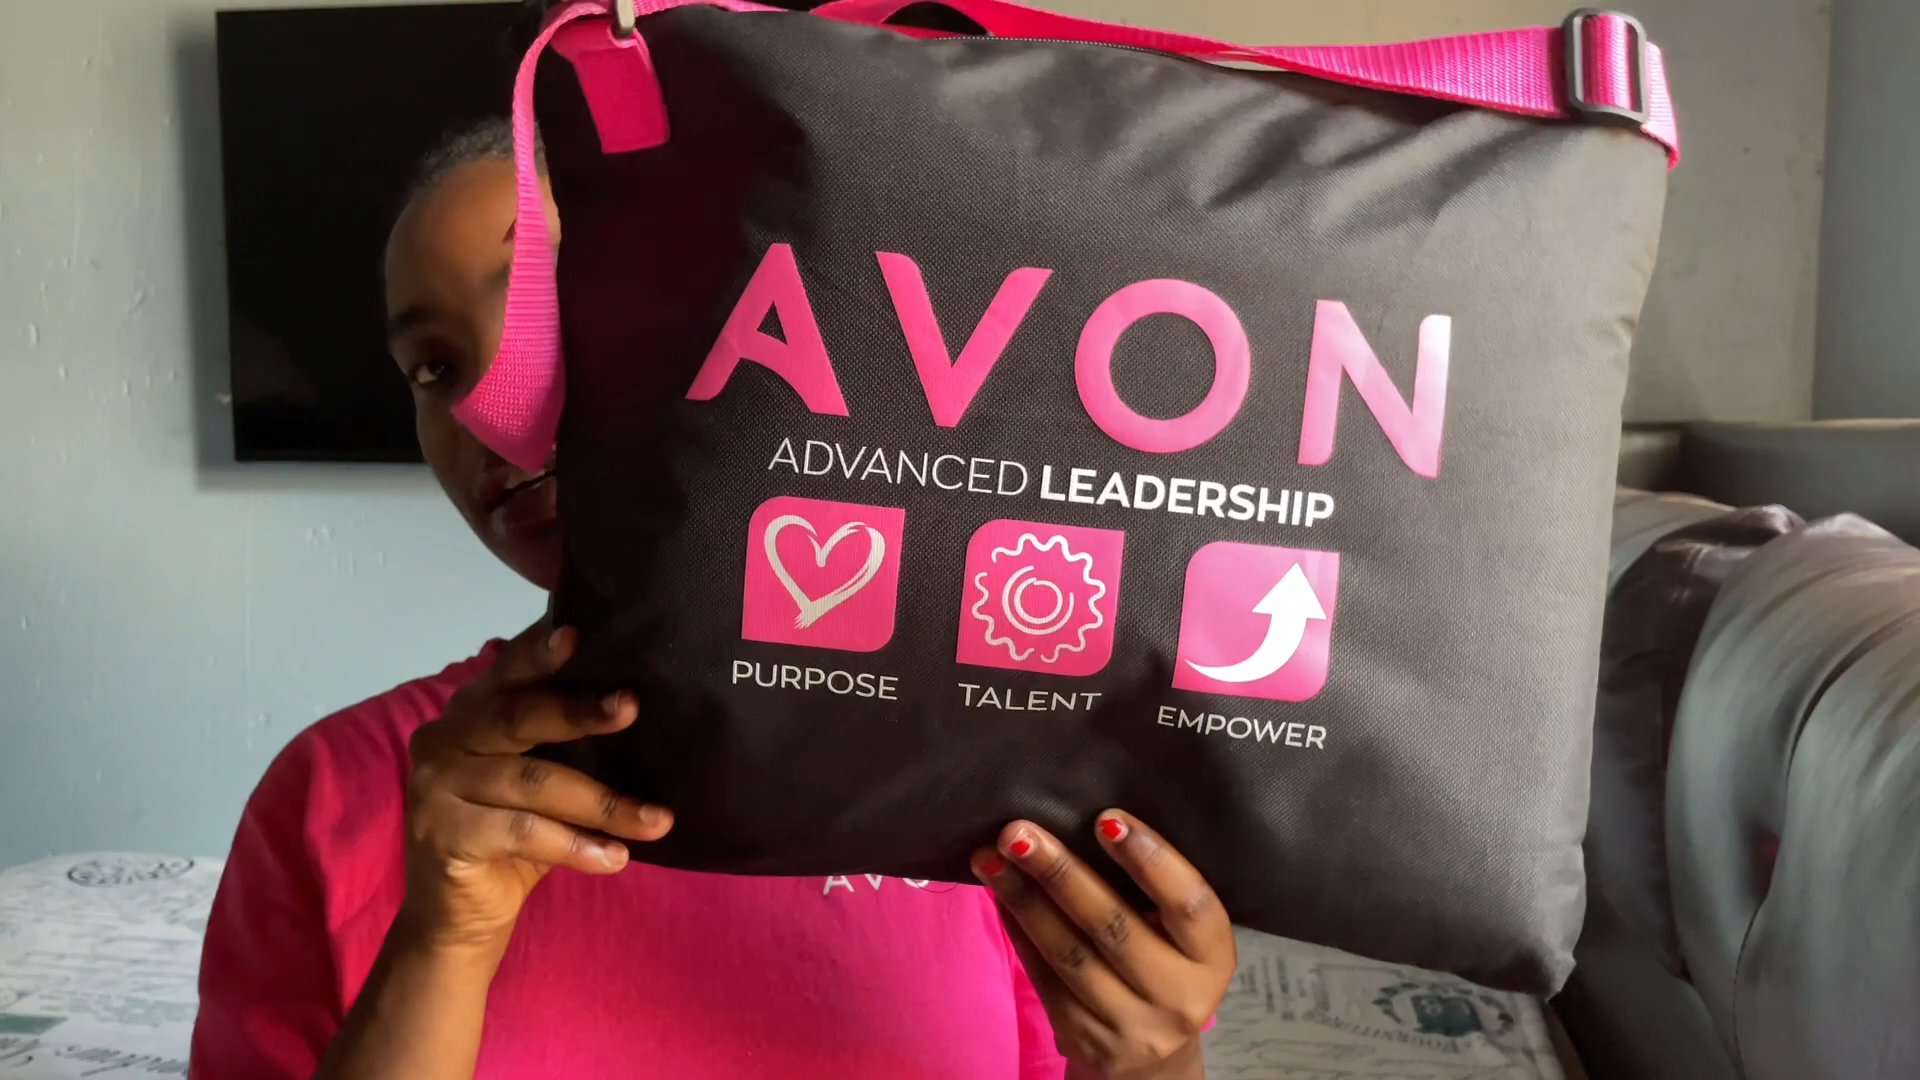 AVON
ADVANCED LEADERSHIP
PURPOSE
TALENT
EMPOWER